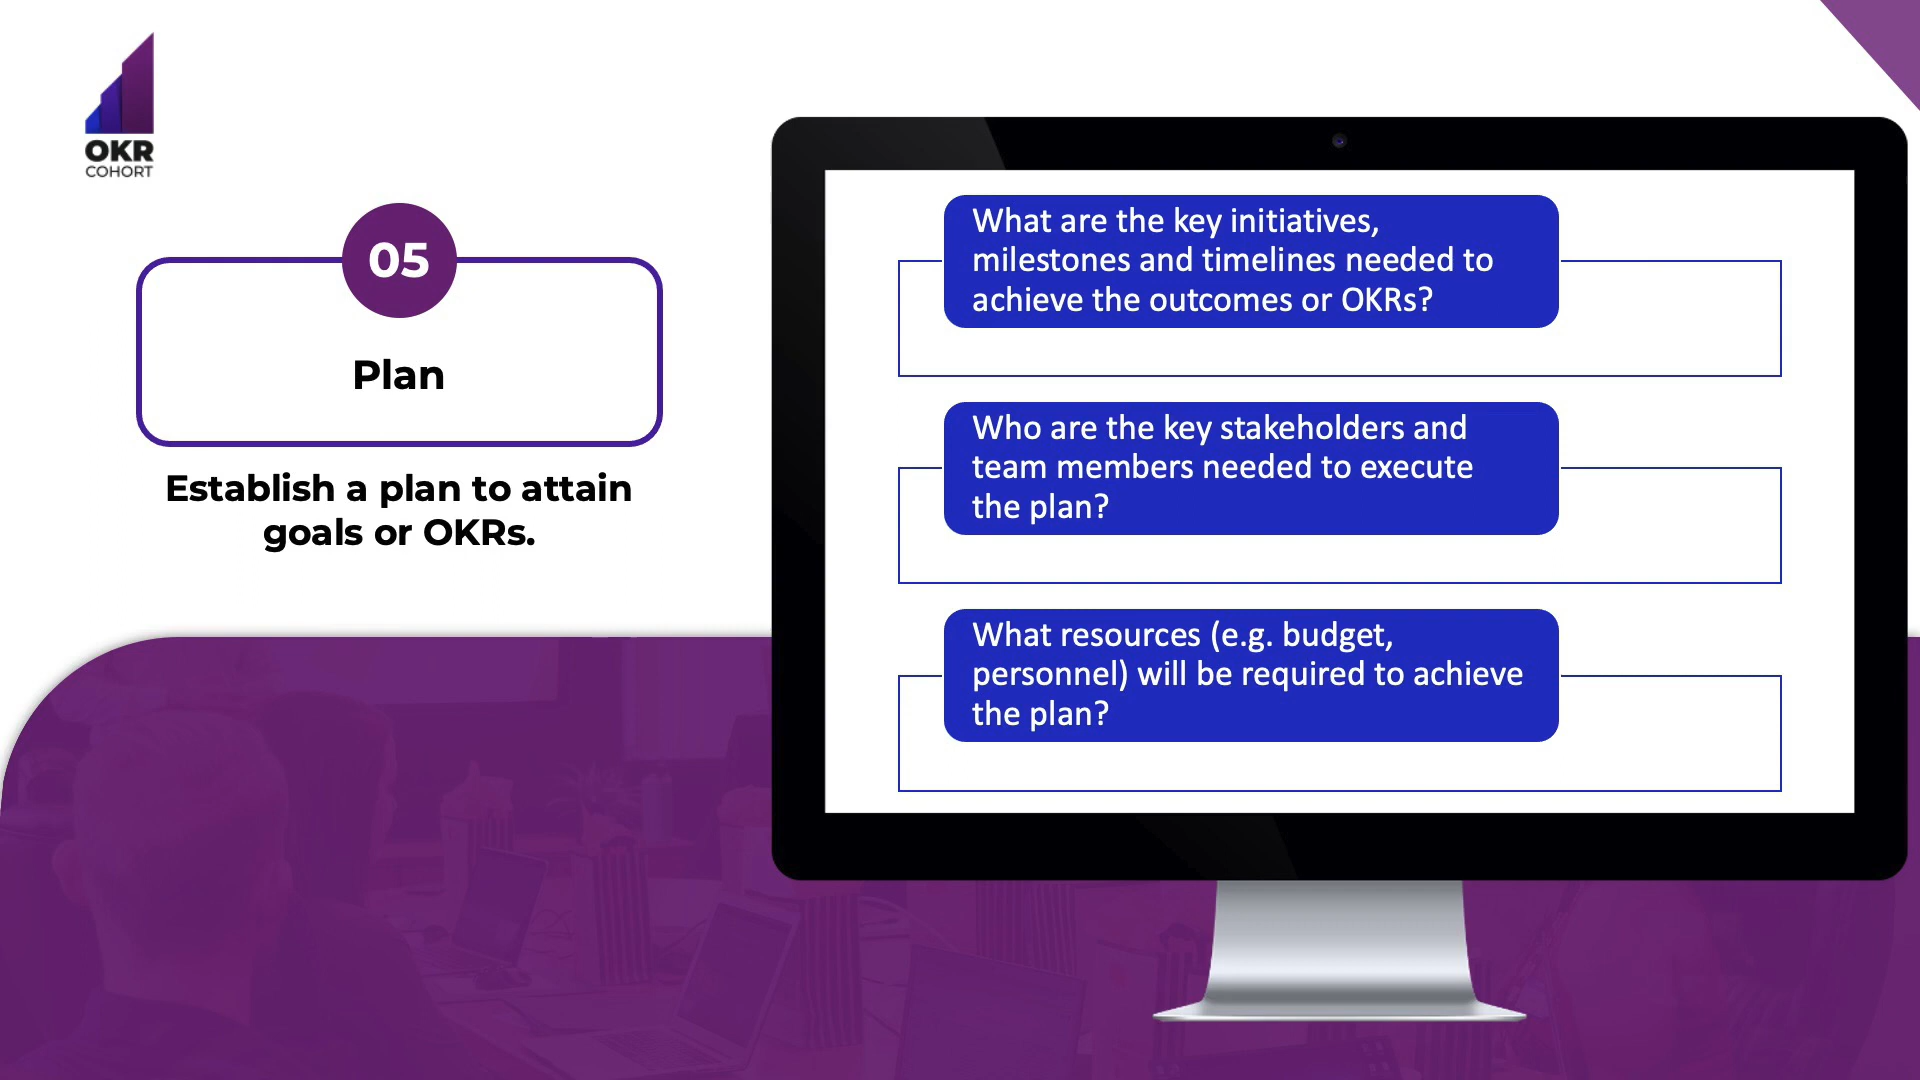 OKR
COHORT
05
Plan
Establish a plan to attain
goals or OKRs.
What are the key initiatives,
milestones and timelines needed to
achieve the outcomes or OKRs?
Who are the key stakeholders and
team members needed to execute
the plan?
What resources (e.g. budget,
personnel) will be required to achieve
the plan?